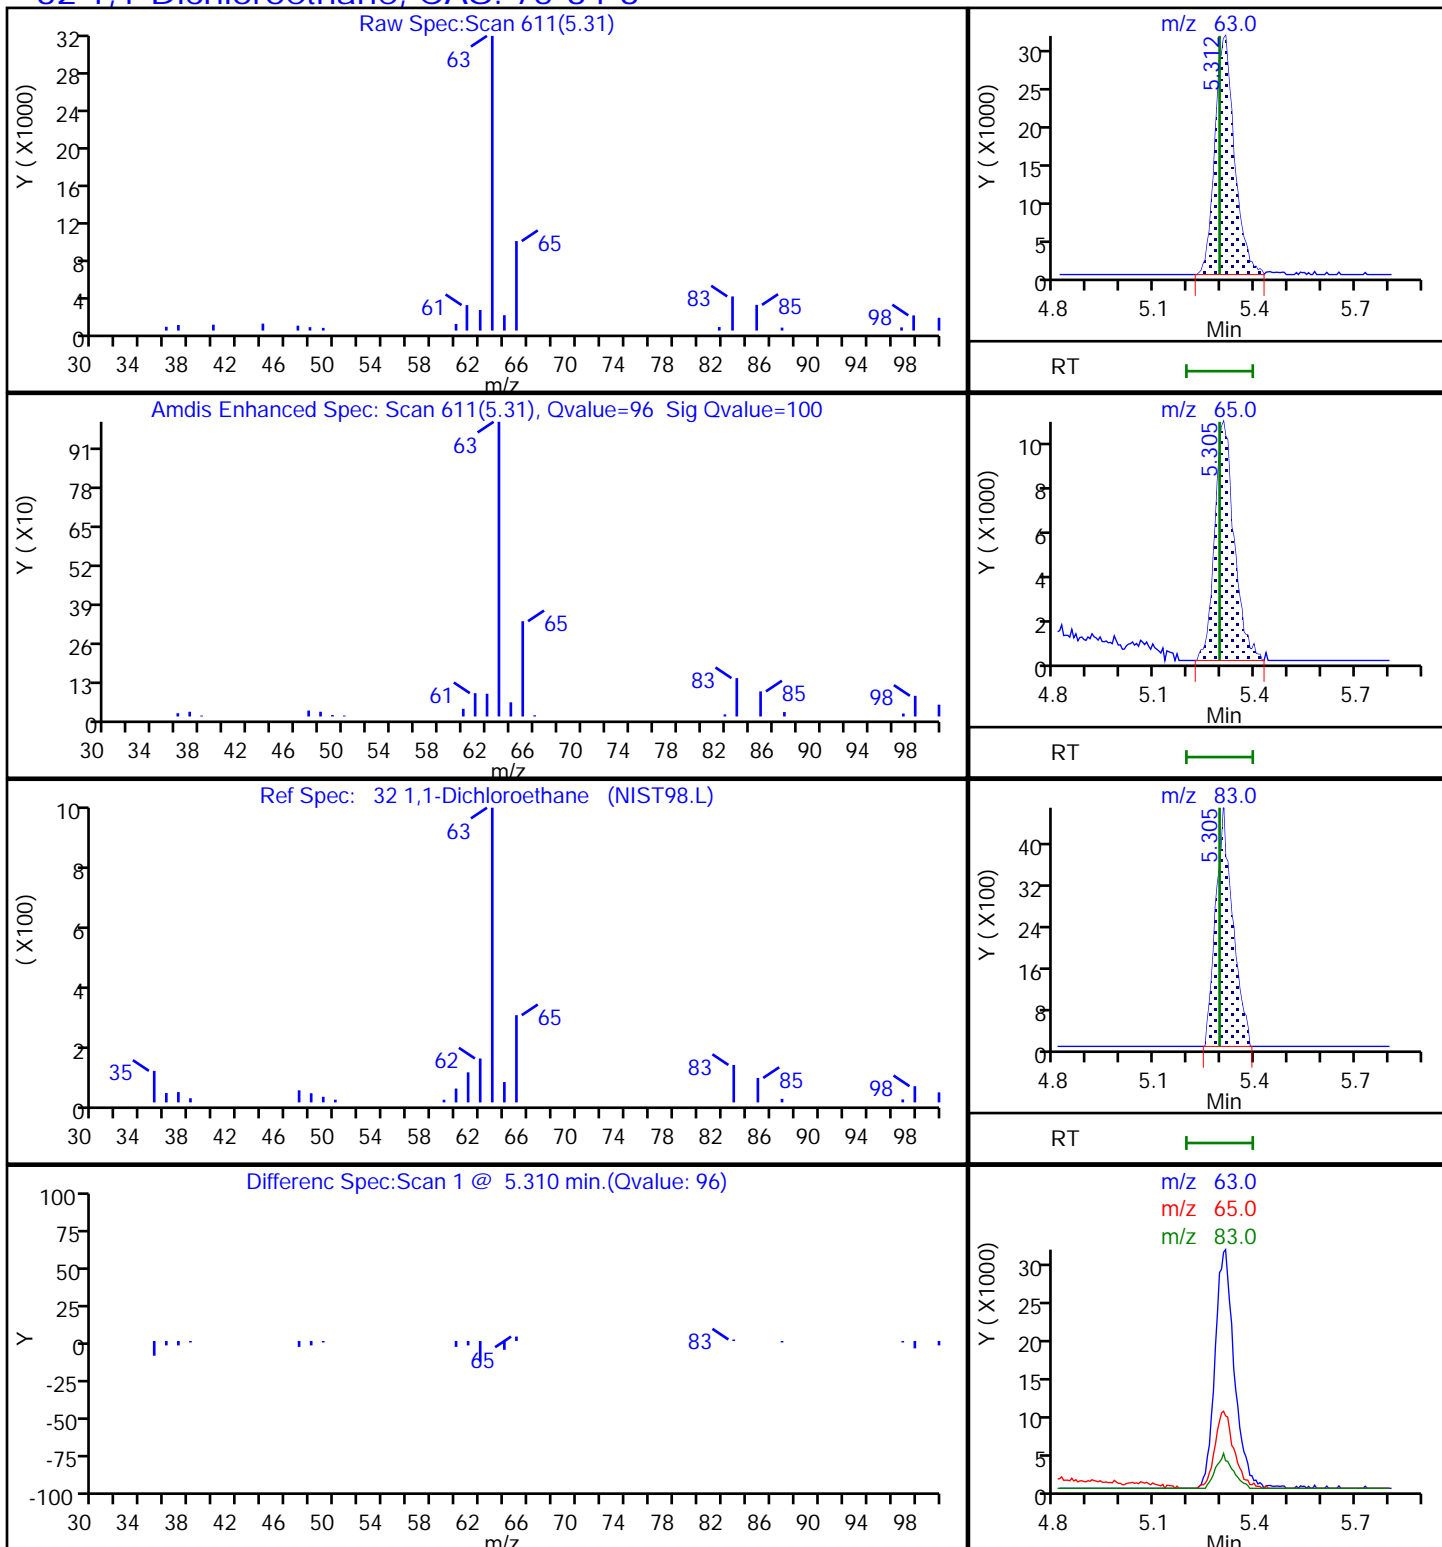 Raw Spec:Scan 611(5.31)
32
28
24
20
16
12
8
4
0
Y ( X1000)
63
65
61
83
85
98
30 34 38 42 46 50 54 58 62 66 70 74 78 82 86 90 94 98
m/z
m/z 63.0
30
25
20
15
10
5
0
Y ( X1000)
5.312
4.8 5.1 5.4 5.7
Min
RT
Amdis Enhanced Spec: Scan 611(5.31), Qvalue=96 Sig Qvalue=100
91
78
65
52
39
26
13
0
Y ( X10)
63
65
61
83
85
98
30 34 38 42 46 50 54 58 62 66 70 74 78 82 86 90 94 98
m/z
m/z 65.0
10
8
6
4
2
0
Y ( X1000)
5.305
4.8 5.1 5.4 5.7
Min
RT
Ref Spec: 32 1,1-Dichloroethane (NIST98.L)
10
8
6
4
2
0
( X100)
63
65
62
35
83
85
98
30 34 38 42 46 50 54 58 62 66 70 74 78 82 86 90 94 98
m/z 83.0
40
32
24
16
8
0
Y ( X100)
5.305
4.8 5.1 5.4 5.7
Min
RT
Differenc Spec:Scan 1 @ 5.310 min.(Qvalue: 96)
100
75
50
25
0
-25
-50
-75
-100
Y
65
83
30 34 38 42 46 50 54 58 62 66 70 74 78 82 86 90 94 98
m/z
m/z 63.0
m/z 65.0
m/z 83.0
30
25
20
15
10
5
0
Y ( X1000)
4.8 5.1 5.4 5.7
Min